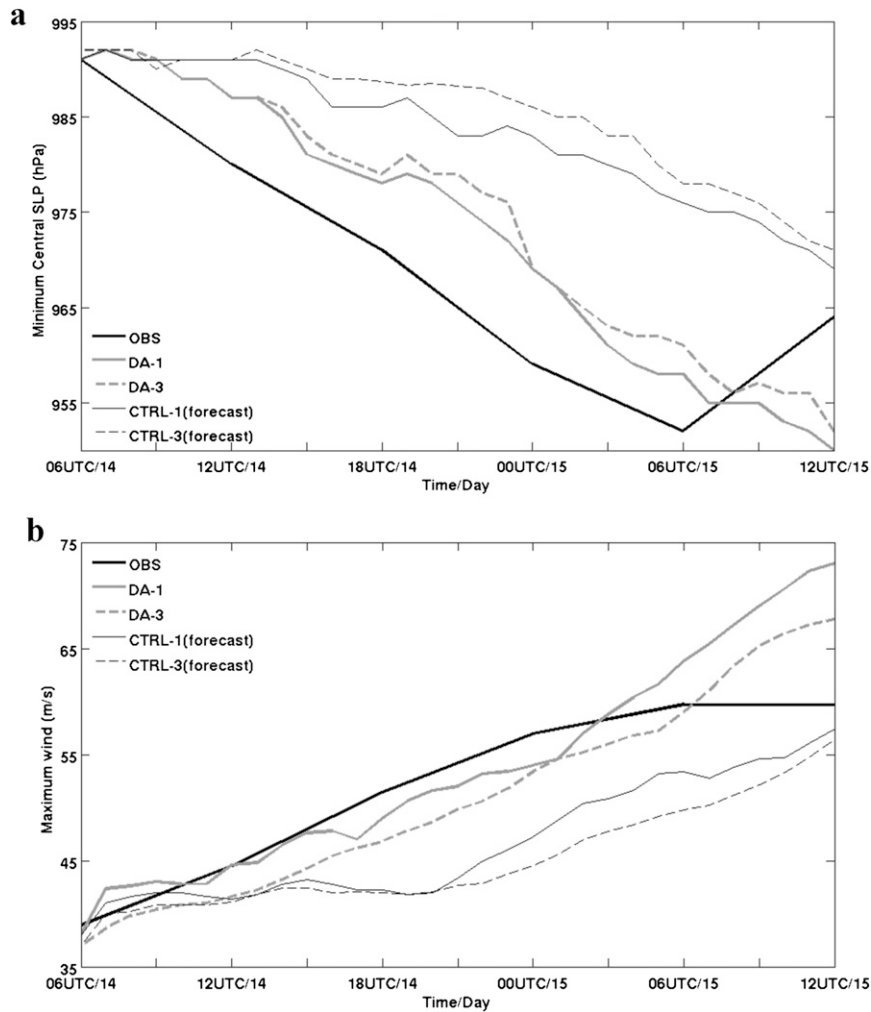 a
995
985
975
965
955
Minimum Central SLP (hPa)
OBS
DA-1
DA-3
CTRL-1(forecast)
CTRL-3(forecast)
06UTC/14 12UTC/14 18UTC/14 00UTC/15 06UTC/15 12UTC/15
Time/Day
b
75
65
55
45
35
Maximum wind (m/s)
OBS
DA-1
DA-3
CTRL-1(forecast)
CTRL-3(forecast)
06UTC/14 12UTC/14 18UTC/14 00UTC/15 06UTC/15 12UTC/15
Time/Day